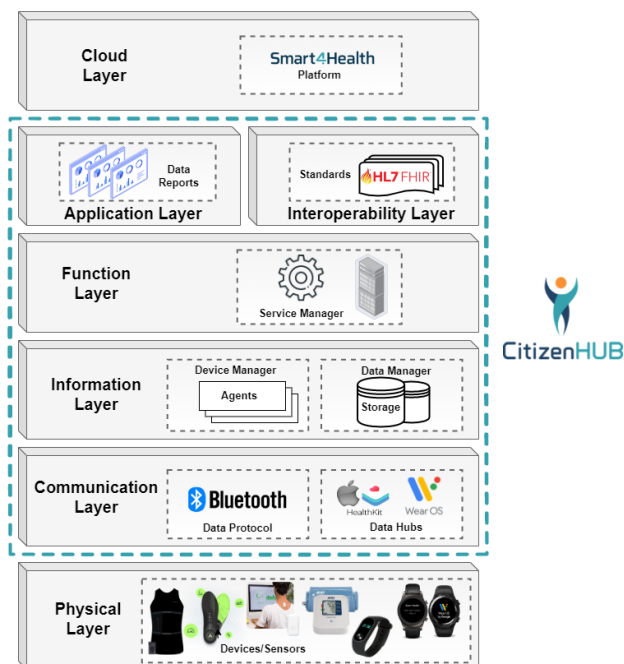 Cloud
Layer
Smart4Health
Platform
Data
Reports
Application Layer
Standards
HL7 FHIR
Interoperability Layer
Function
Layer
Service Manager
CitizenHUB
Information
Layer
Device Manager
Agents
Data Manager
Storage
Communication
Layer
Bluetooth
Data Protocol
HealthKit
Wear OS
Data Hubs
Physical
Layer
Devices/Sensors